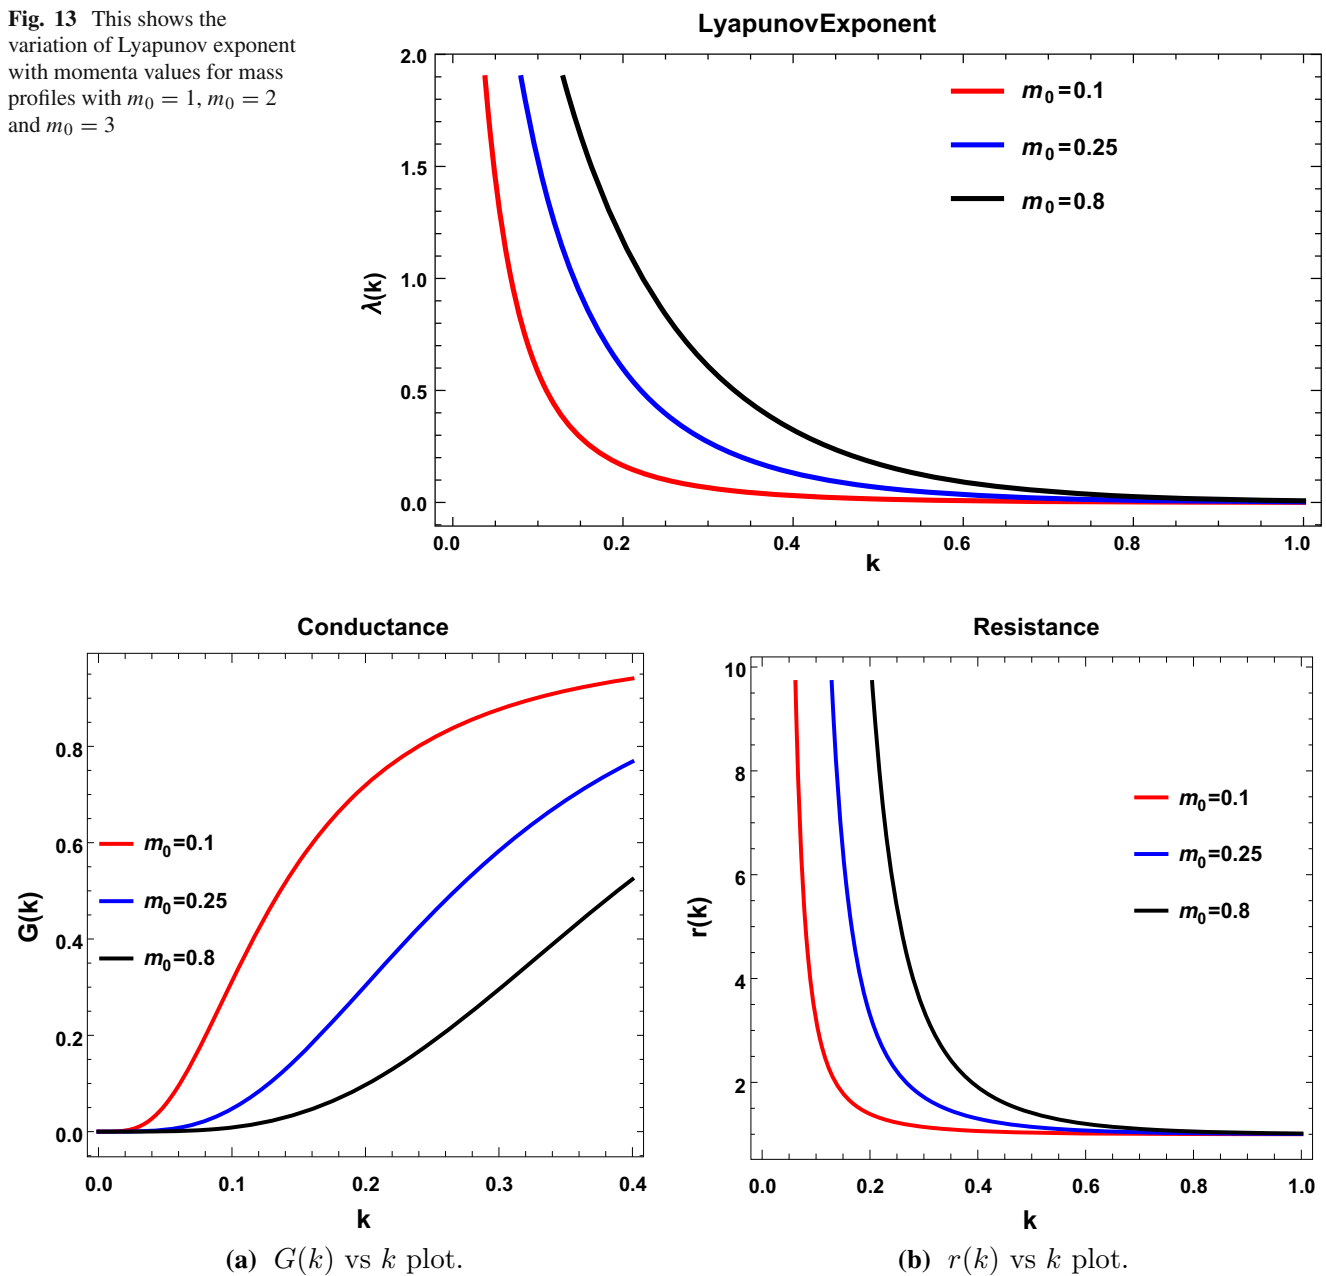 Fig. 13 This shows the
variation of Lyapunov exponent
with momenta values for mass
profiles with m₀ = 1, m₀ = 2
and m₀ = 3
LyapunovExponent
2.0
1.5
1.0
0.5
0.0
λ(k)
m₀=0.1
m₀=0.25
m₀=0.8
0.0 0.2 0.4 0.6 0.8 1.0
k
Conductance
0.8
0.6
0.4
0.2
0.0
G(k)
m₀=0.1
m₀=0.25
m₀=0.8
0.0 0.1 0.2 0.3 0.4
k
(a) G(k) vs k plot.
Resistance
10
8
6
4
2
r(k)
m₀=0.1
m₀=0.25
m₀=0.8
0.0 0.2 0.4 0.6 0.8 1.0
k
(b) r(k) vs k plot.